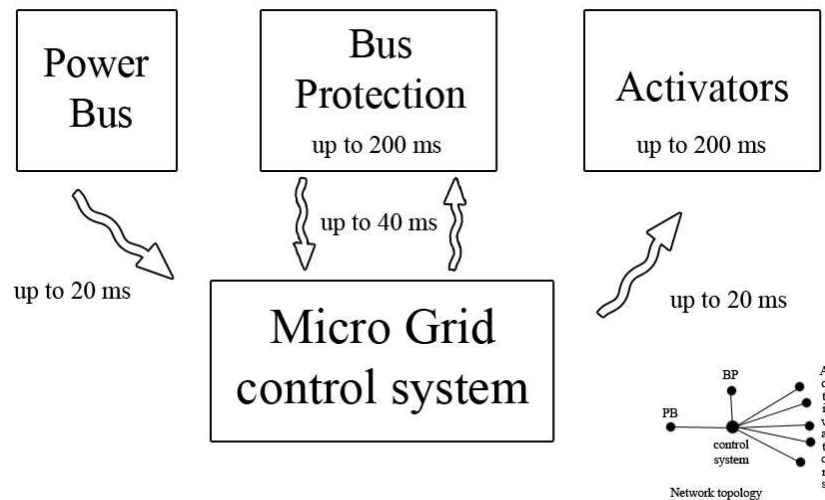 Power
Bus
Bus
Protection
up to 200 ms
Activators
up to 200 ms
up to 20 ms
up to 40 ms
up to 20 ms
Micro Grid
control system
BP
PB
control
system
Activators
Network topology